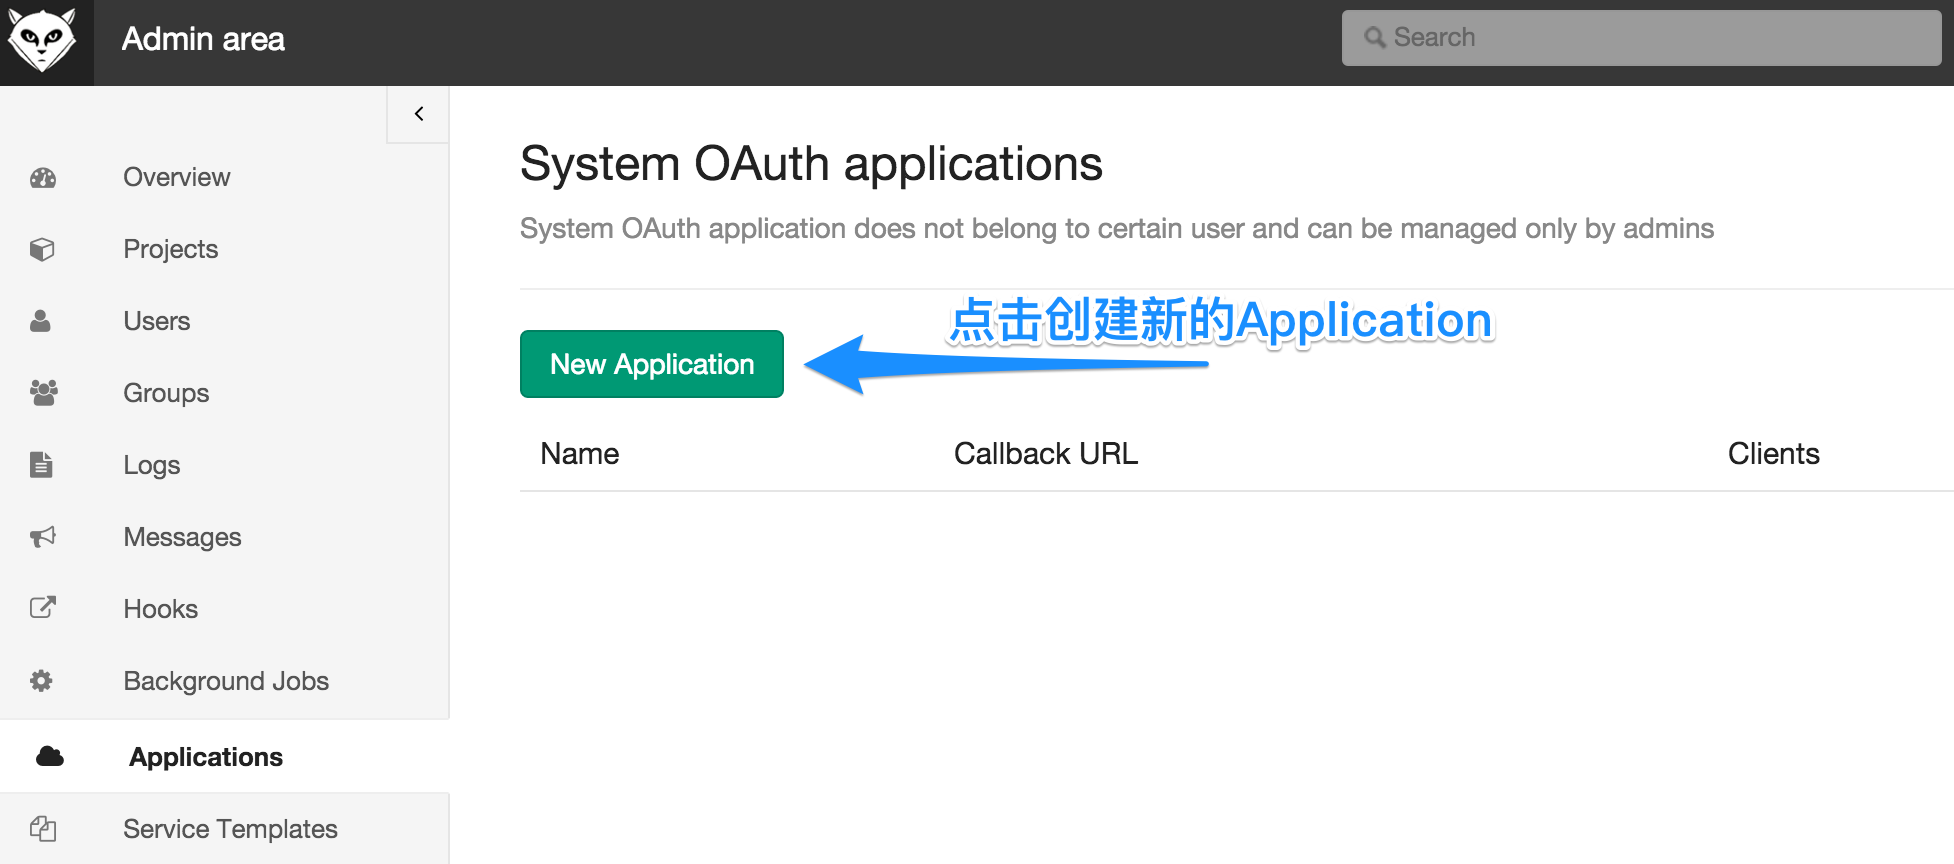 Admin area
Search
Overview
Projects
Users
Groups
Logs
Messages
Hooks
Background Jobs
Applications
Service Templates
System OAuth applications
System OAuth application does not belong to certain user and can be managed only by admins
点击创建新的Application
New Application
Name Callback URL Clients